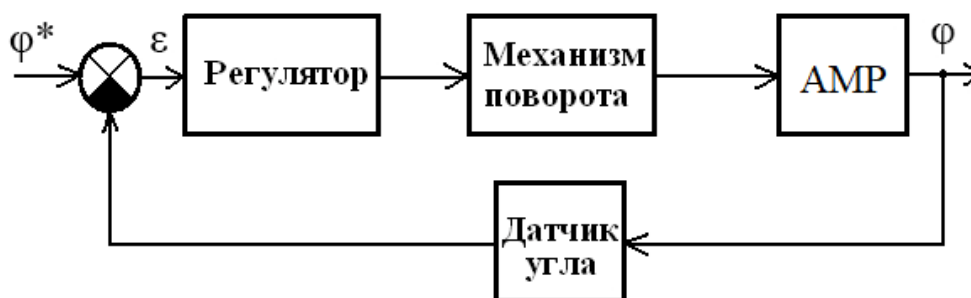 φ*
ε
Регулятор
Механизм
поворота
АМР
φ
Датчик
угла